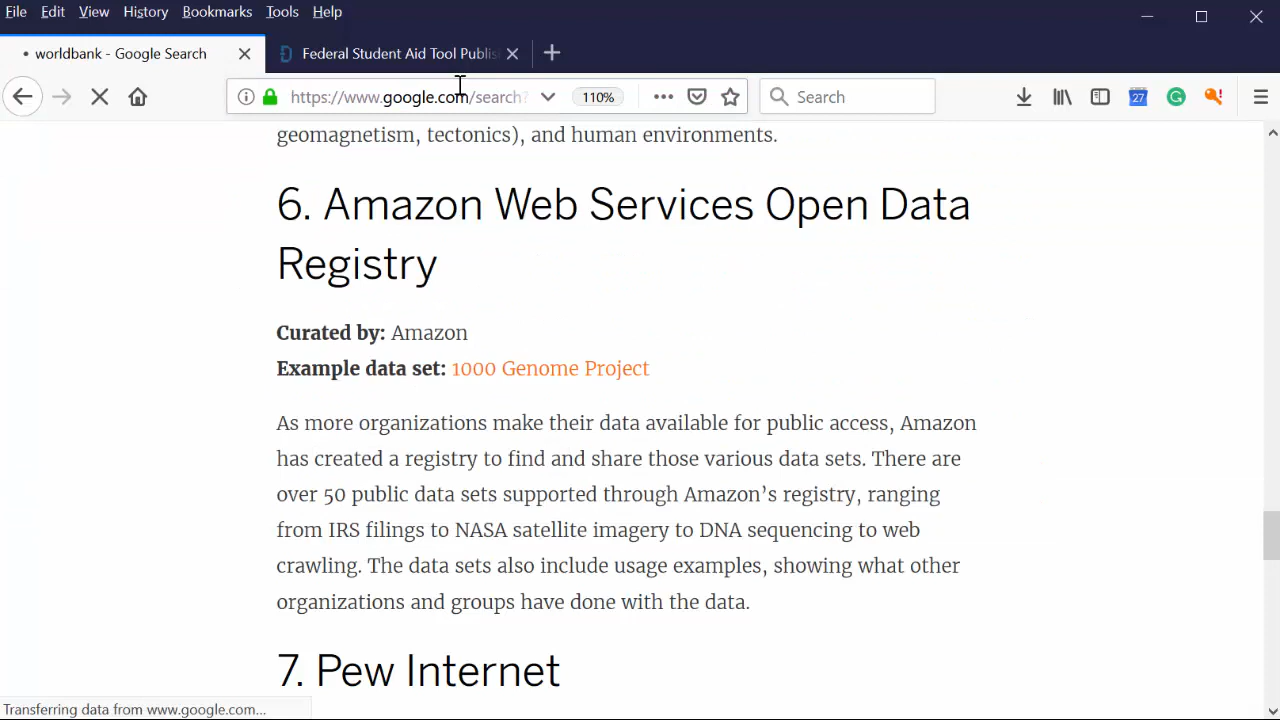 File Edit View History Bookmarks Tools Help
worldbank - Google Search Federal Student Aid Tool Publis
https://www.google.com/search? 110% Search 27
geomagnetism, tectonics), and human environments.
6. Amazon Web Services Open Data
Registry
Curated by: Amazon
Example data set: 1000 Genome Project
As more organizations make their data available for public access, Amazon
has created a registry to find and share those various data sets. There are
over 50 public data sets supported through Amazon’s registry, ranging
from IRS filings to NASA satellite imagery to DNA sequencing to web
crawling. The data sets also include usage examples, showing what other
organizations and groups have done with the data.
7. Pew Internet
Transferring data from www.google.com...